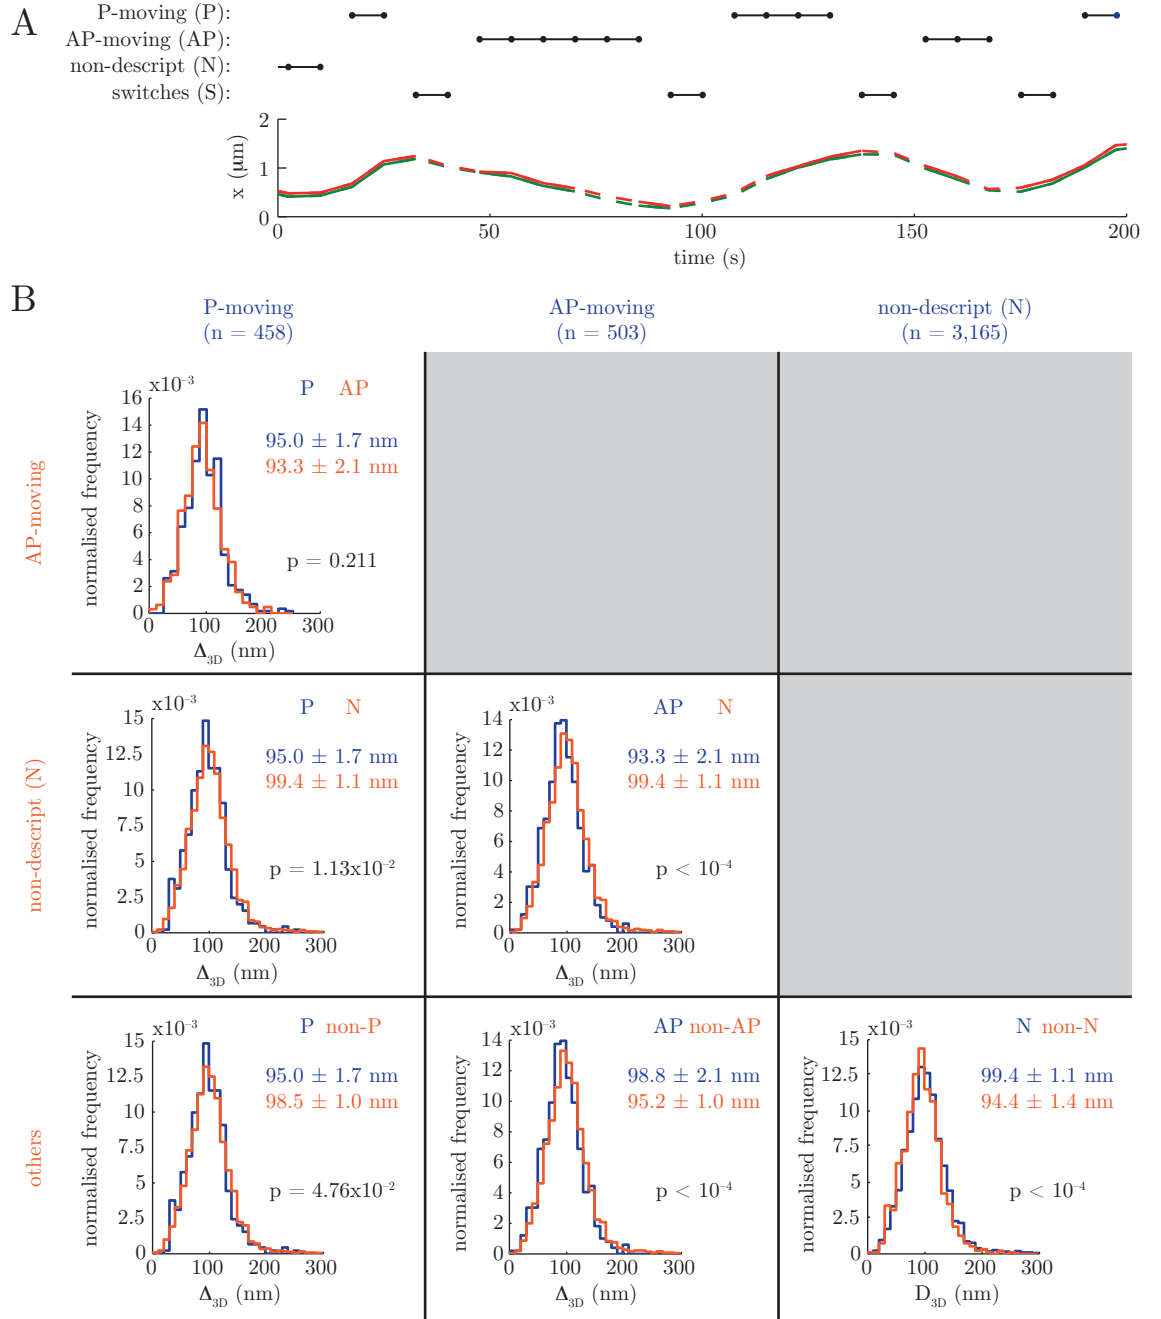 A
P-moving (P):
AP-moving (AP):
non-descript (N):
switches (S):
2
1
0
x (μm)
0 50 100 150 200
time (s)
B
P-moving
(n = 458)
AP-moving
(n = 503)
non-descript (N)
(n = 3,165)
AP-moving
x10⁻³
P AP
95.0 ± 1.7 nm
93.3 ± 2.1 nm
p = 0.211
16
14
12
10
8
6
4
2
0
normalised frequency
0 100 200 300
Δ3D (nm)
non-descript (N)
x10⁻³
P N
95.0 ± 1.7 nm
99.4 ± 1.1 nm
p = 1.13x10⁻²
15
12.5
10
7.5
5
2.5
0
normalised frequency
0 100 200 300
Δ3D (nm)
x10⁻³
AP N
93.3 ± 2.1 nm
99.4 ± 1.1 nm
p < 10⁻⁴
14
12
10
8
6
4
2
0
normalised frequency
0 100 200 300
Δ3D (nm)
others
x10⁻³
P non-P
95.0 ± 1.7 nm
98.5 ± 1.0 nm
p = 4.76x10⁻²
15
12.5
10
7.5
5
2.5
0
normalised frequency
0 100 200 300
Δ3D (nm)
x10⁻³
AP non-AP
98.8 ± 2.1 nm
95.2 ± 1.0 nm
p < 10⁻⁴
14
12
10
8
6
4
2
0
normalised frequency
0 100 200 300
Δ3D (nm)
x10⁻³
N non-N
99.4 ± 1.1 nm
94.4 ± 1.4 nm
p < 10⁻⁴
15
12.5
10
7.5
5
2.5
0
normalised frequency
0 100 200 300
D3D (nm)